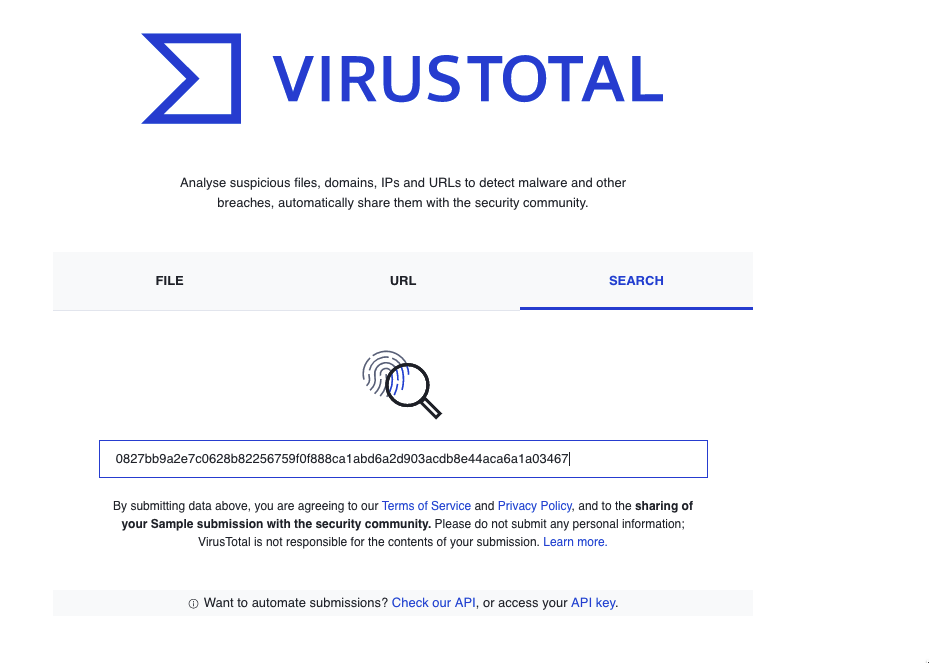 VIRUSTOTAL
Analyse suspicious files, domains, IPs and URLs to detect malware and other
breaches, automatically share them with the security community.
FILE
URL
SEARCH
0827bb9a2e7c0628b82256759f0f888ca1abd6a2d903acdb8e44aca6a1a03467
By submitting data above, you are agreeing to our Terms of Service and Privacy Policy, and to the sharing of
your Sample submission with the security community. Please do not submit any personal information;
VirusTotal is not responsible for the contents of your submission. Learn more.
Want to automate submissions? Check our API, or access your API key.